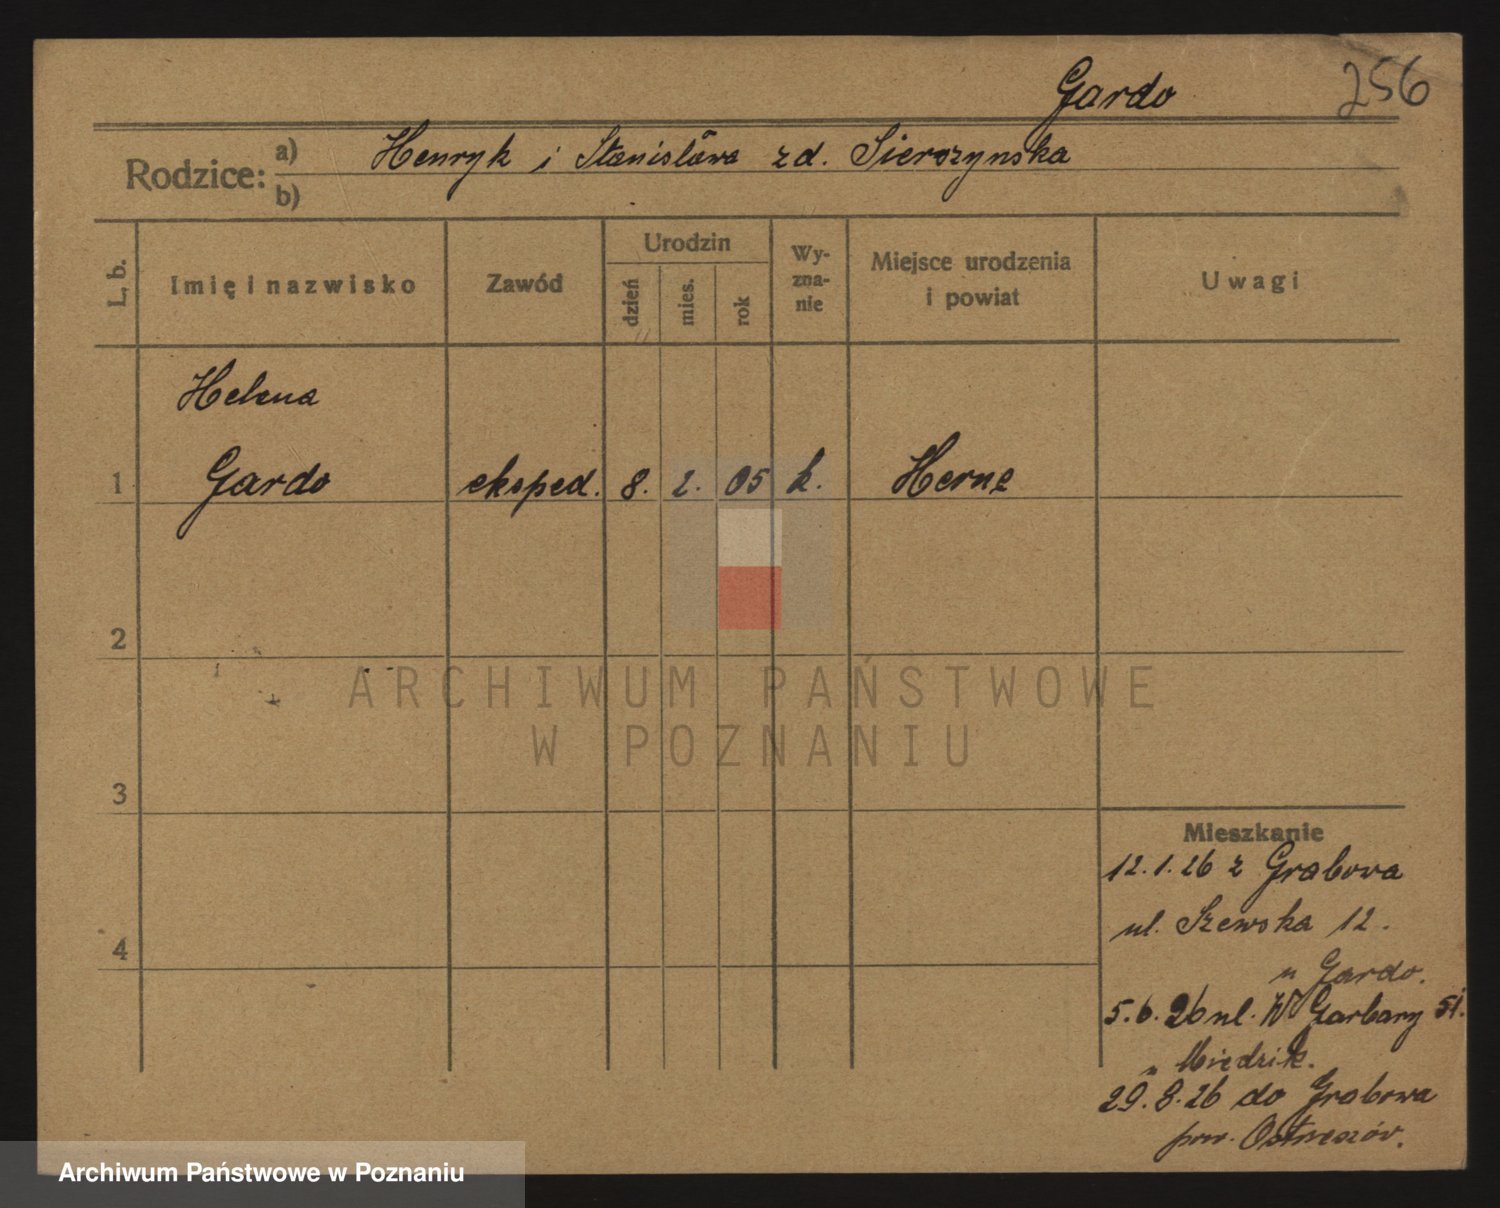 Gardo 256
Rodzice: a) Henryk i Stanisława zd. Sierszynska
b)
L. b. Imię i nazwisko Zawód Urodzin dzień mies. rok Wy-zna-nie Miejsce urodzenia i powiat Uwagi
Helena
1 Gardo eksped. 8. 2. 05 k. Herne
2
ARCHIWUM PAŃSTWOWE
W POZNANIU
3
Mieszkanie
12.1.26 z Grabowa
ul. Szewska 12.
4
u Gardo.
5.6.26 ul. W Garbary 51.
u
29.8.26 do Grabowa
pow. Ostrzeszów.
Archiwum Państwowe w Poznaniu